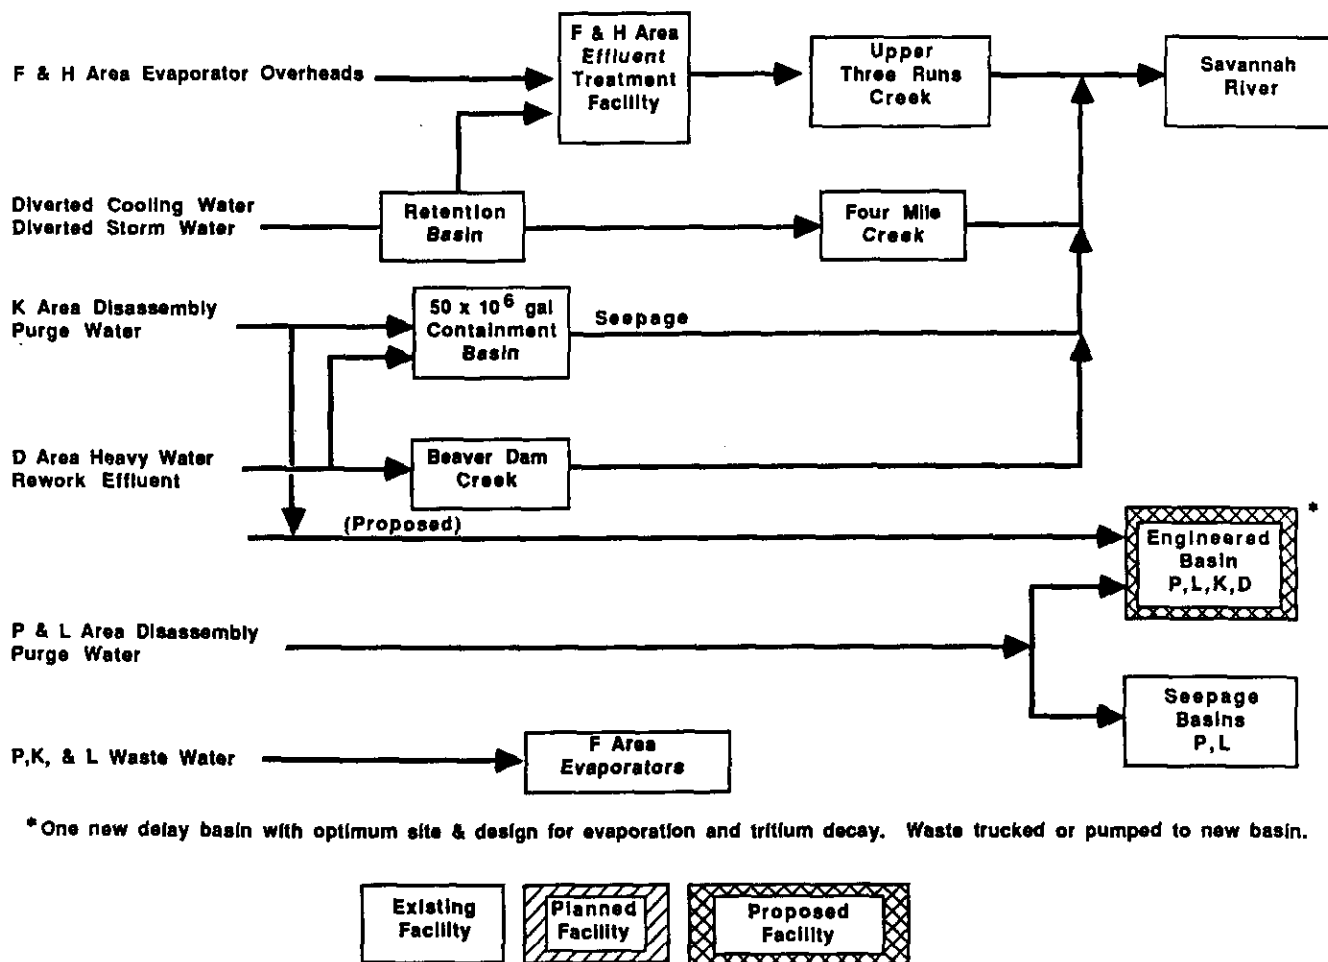 F & H Area Evaporator Overheads
F & H Area
Effluent
Treatment
Facility
Upper
Three Runs
Creek
Savannah
River
Diverted Cooling Water
Diverted Storm Water
Retention
Basin
Four Mile
Creek
K Area Disassembly
Purge Water
50 x 10⁶ gal
Containment
Basin
Seepage
D Area Heavy Water
Rework Effluent
Beaver Dam
Creek
(Proposed)
Engineered
Basin
P,L,K,D
*
P & L Area Disassembly
Purge Water
Seepage
Basins
P,L
P,K, & L Waste Water
F Area
Evaporators
*One new delay basin with optimum site & design for evaporation and tritium decay. Waste trucked or pumped to new basin.
Existing
Facility
Planned
Facility
Proposed
Facility